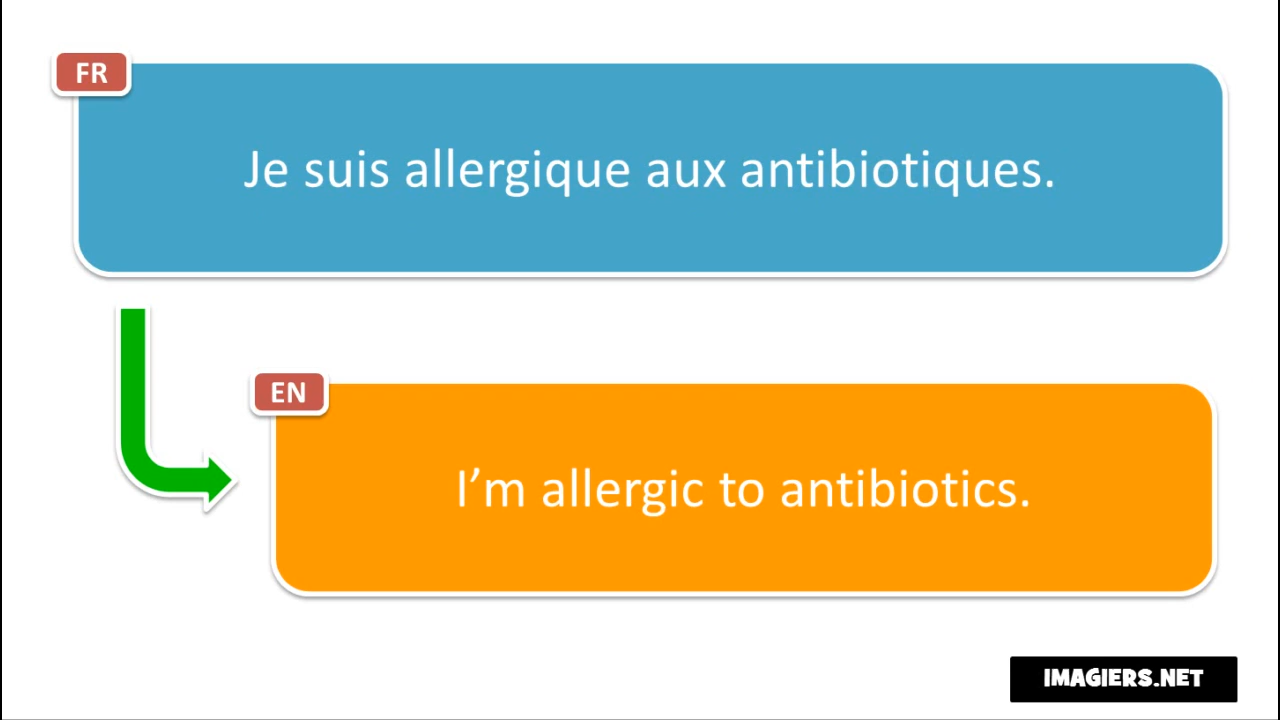 FR
Je suis allergique aux antibiotiques.
EN
I’m allergic to antibiotics.
IMAGIERS.NET